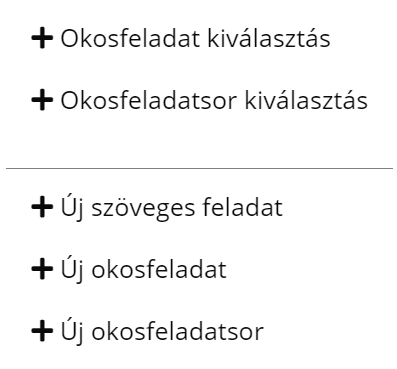 Okosfeladat kiválasztás
Okosfeladatsor kiválasztás
Új szöveges feladat
Új okosfeladat
Új okosfeladatsor